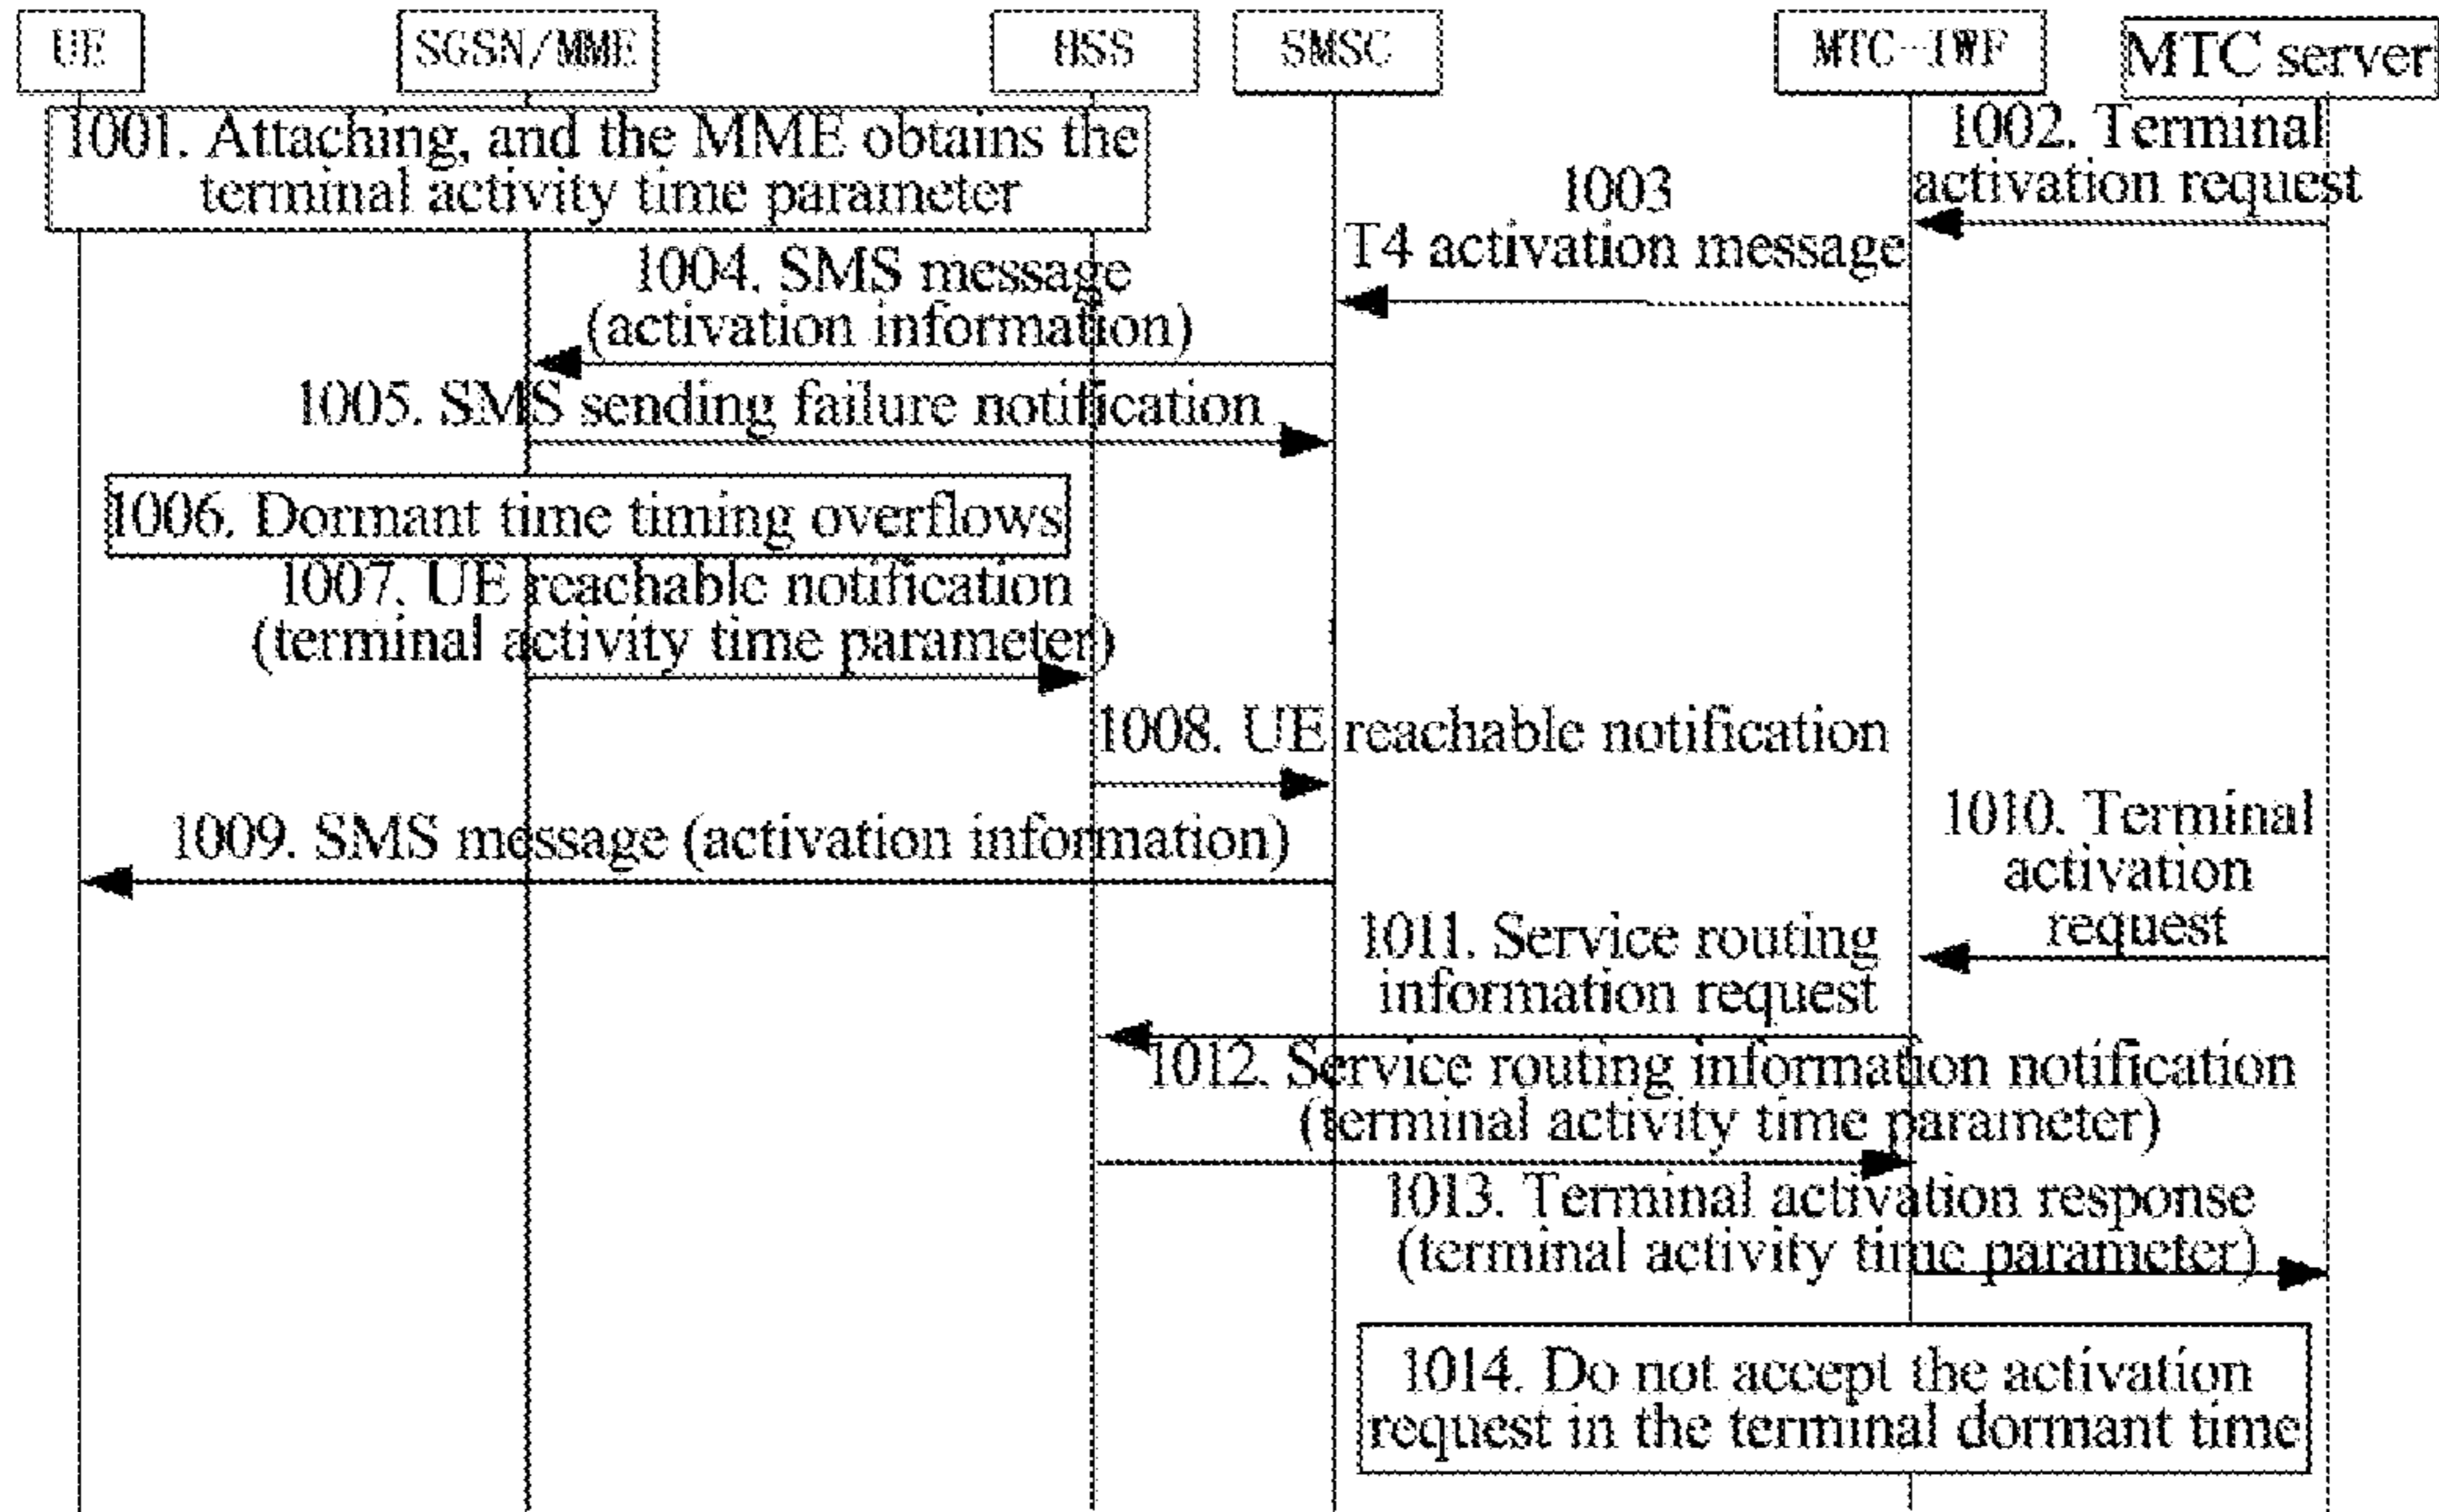 UE
SGSN/MME
HSS
SMSC
MTC-IWF
MTC server
1001. Attaching, and the MME obtains the
terminal activity time parameter
1002. Terminal
activation request
1003
T4 activation message
1004. SMS message
(activation information)
1005. SMS sending failure notification
1006. Dormant time timing overflows
1007. UE reachable notification
(terminal activity time parameter)
1008. UE reachable notification
1009. SMS message (activation information)
1010. Terminal
activation
request
1011. Service routing
information request
1012. Service routing information notification
(terminal activity time parameter)
1013. Terminal activation response
(terminal activity time parameter)
1014. Do not accept the activation
request in the terminal dormant time